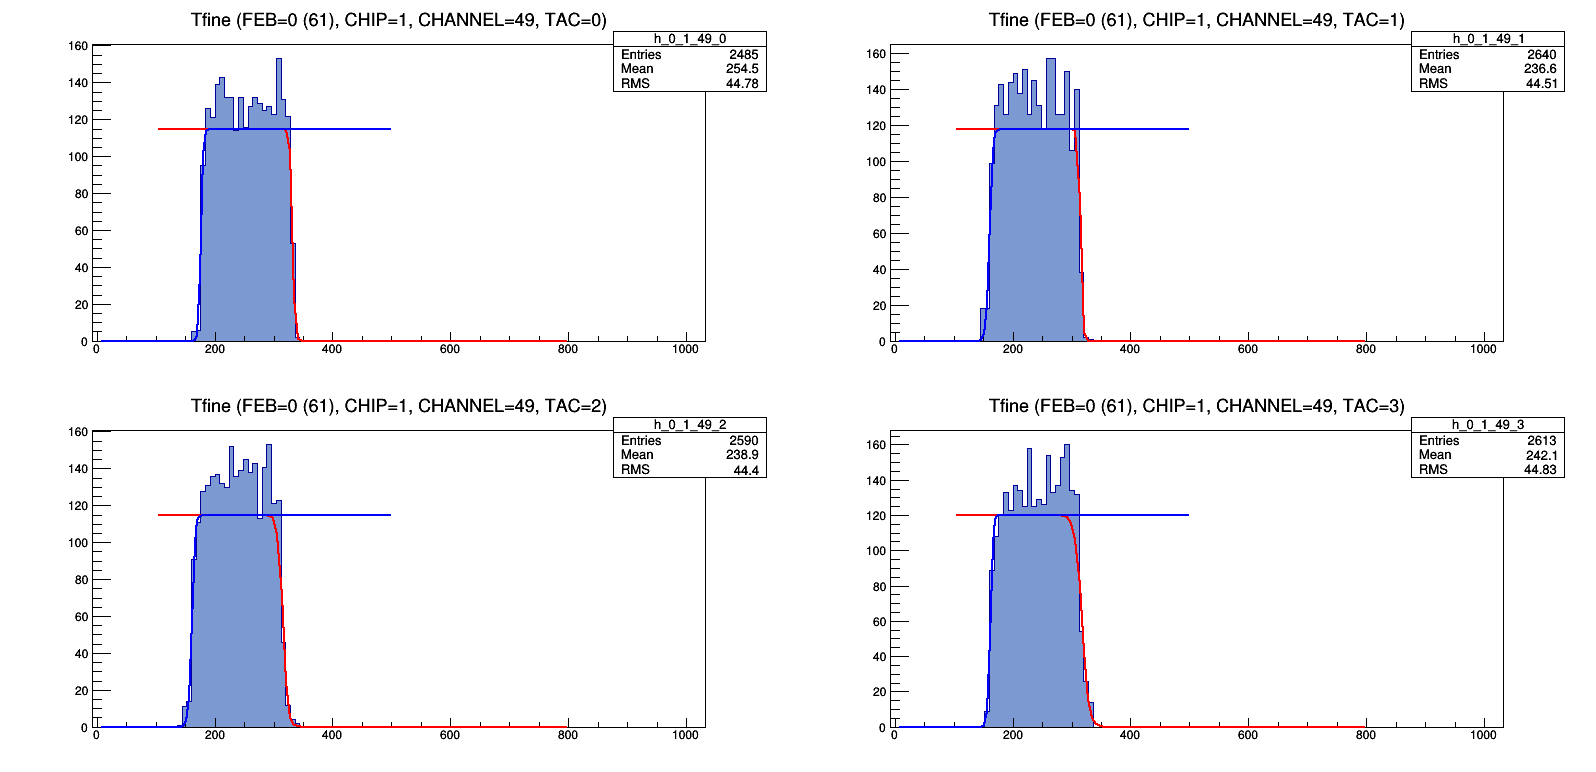 Tfine (FEB=0 (61), CHIP=1, CHANNEL=49, TAC=0)
h_0_1_49_0
Entries 2485
Mean 254.5
RMS 44.78
160
140
120
100
80
60
40
20
0
0 200 400 600 800 1000
Tfine (FEB=0 (61), CHIP=1, CHANNEL=49, TAC=1)
h_0_1_49_1
Entries 2640
Mean 236.6
RMS 44.51
160
140
120
100
80
60
40
20
0
0 200 400 600 800 1000
Tfine (FEB=0 (61), CHIP=1, CHANNEL=49, TAC=2)
h_0_1_49_2
Entries 2590
Mean 238.9
RMS 44.4
160
140
120
100
80
60
40
20
0
0 200 400 600 800 1000
Tfine (FEB=0 (61), CHIP=1, CHANNEL=49, TAC=3)
h_0_1_49_3
Entries 2613
Mean 242.1
RMS 44.83
160
140
120
100
80
60
40
20
0
0 200 400 600 800 1000